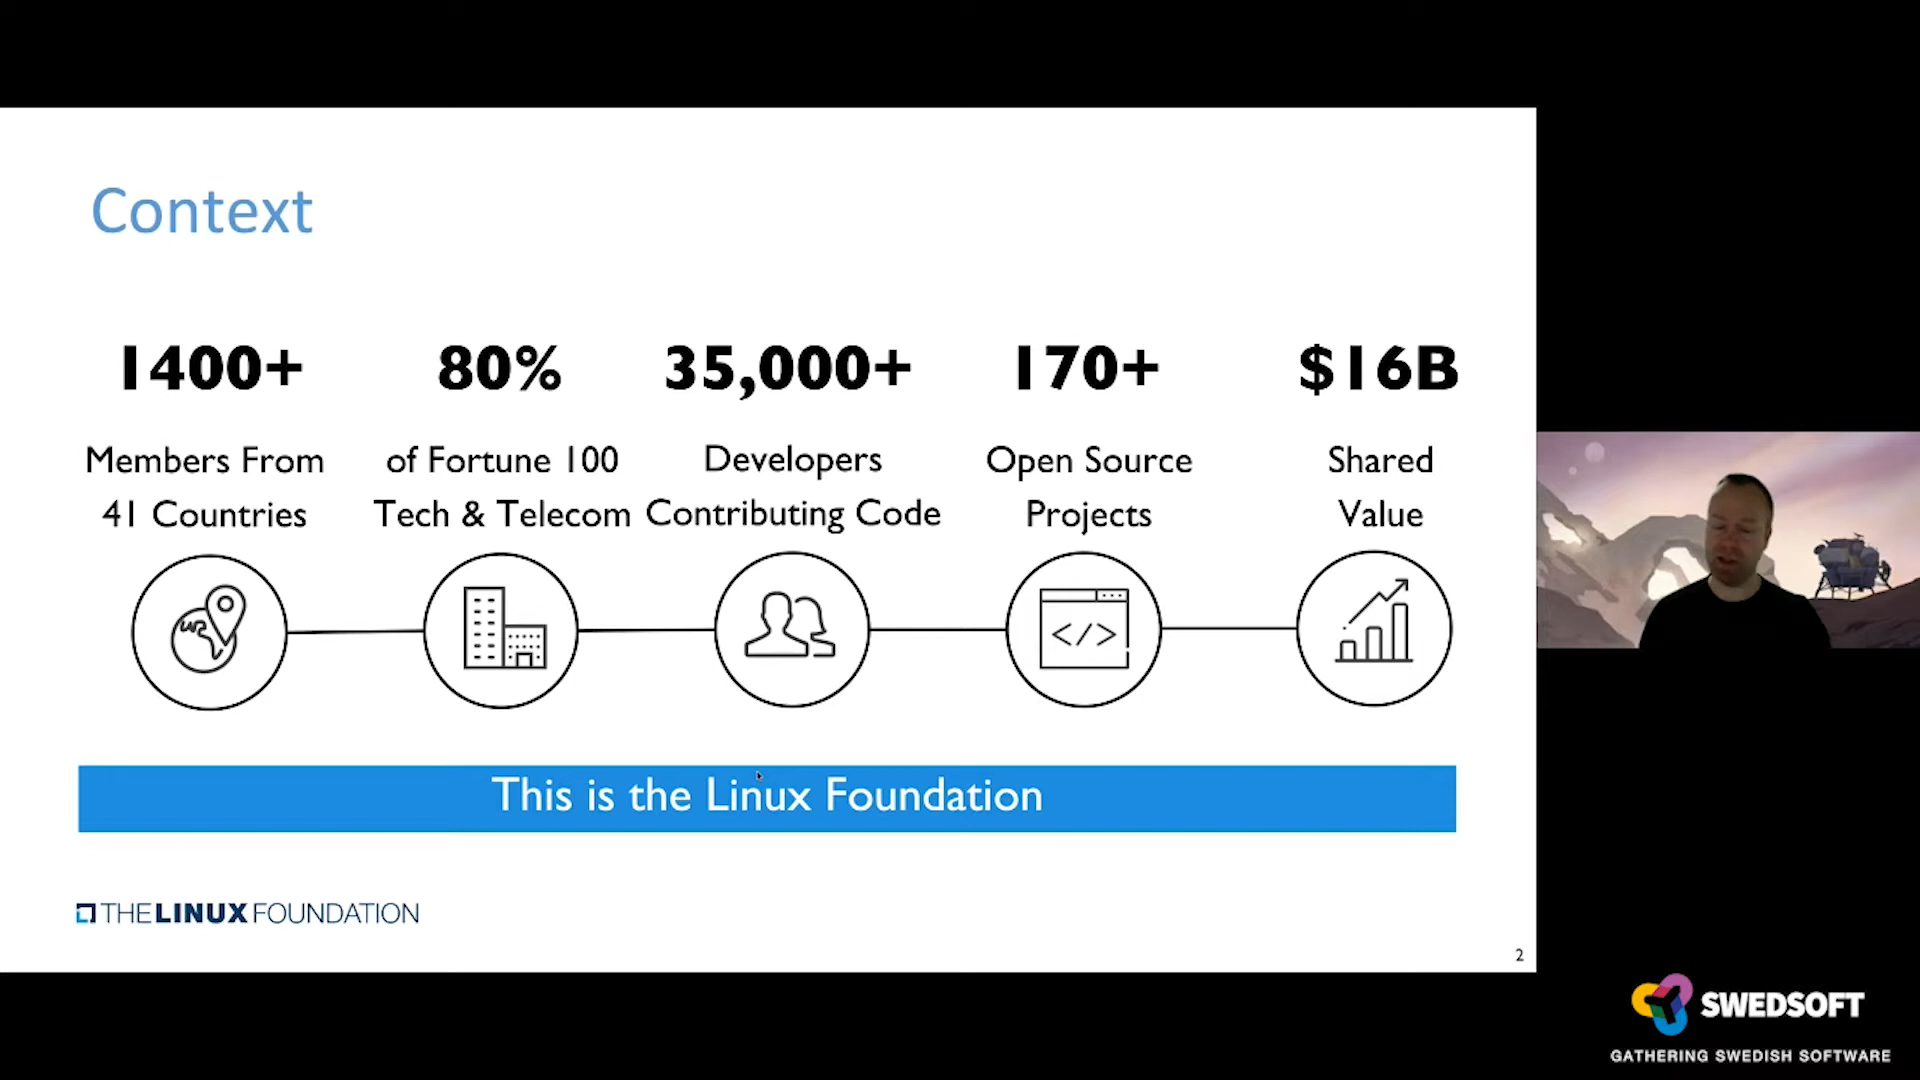 Context
1400+
Members From
41 Countries
80%
of Fortune 100
Tech & Telecom
35,000+
Developers
Contributing Code
170+
Open Source
Projects
</>
$16B
Shared
Value
This is the Linux Foundation
THE LINUX FOUNDATION
2
SWEDSOFT
GATHERING SWEDISH SOFTWARE